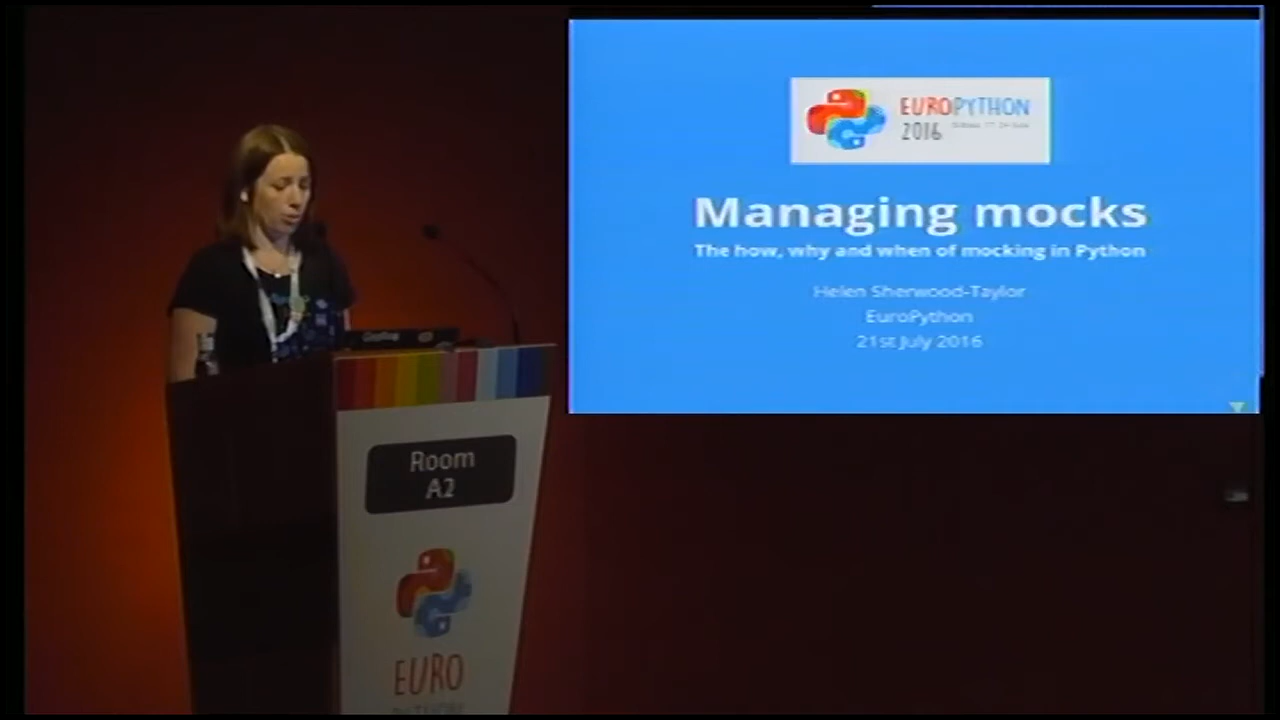 EUROPYTHON
2016
Managing mocks
The how, why and when of mocking in Python
Helen Sherwood-Taylor
EuroPython
21st July 2016
Room
A2
EURO
PYTHON